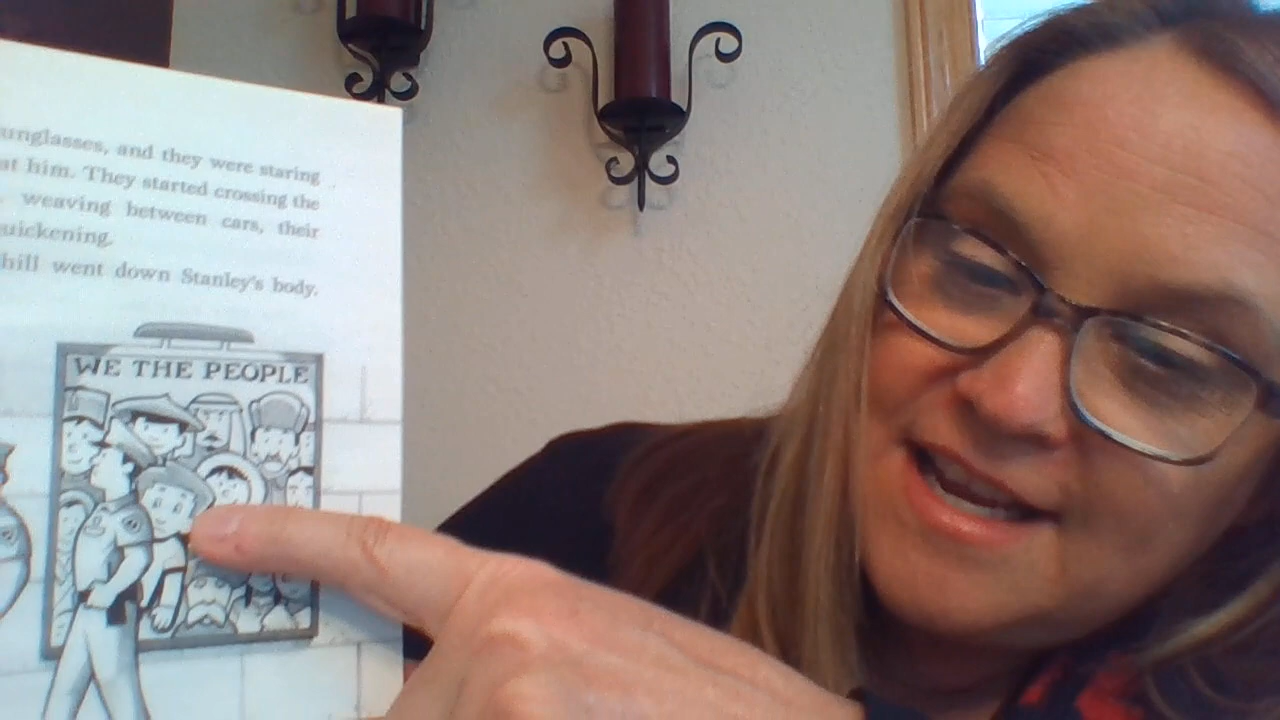 unglasses, and they were staring
at him. They started crossing the
weaving between cars, their
uickening.
hill went down Stanley's body.
WE THE PEOPLE